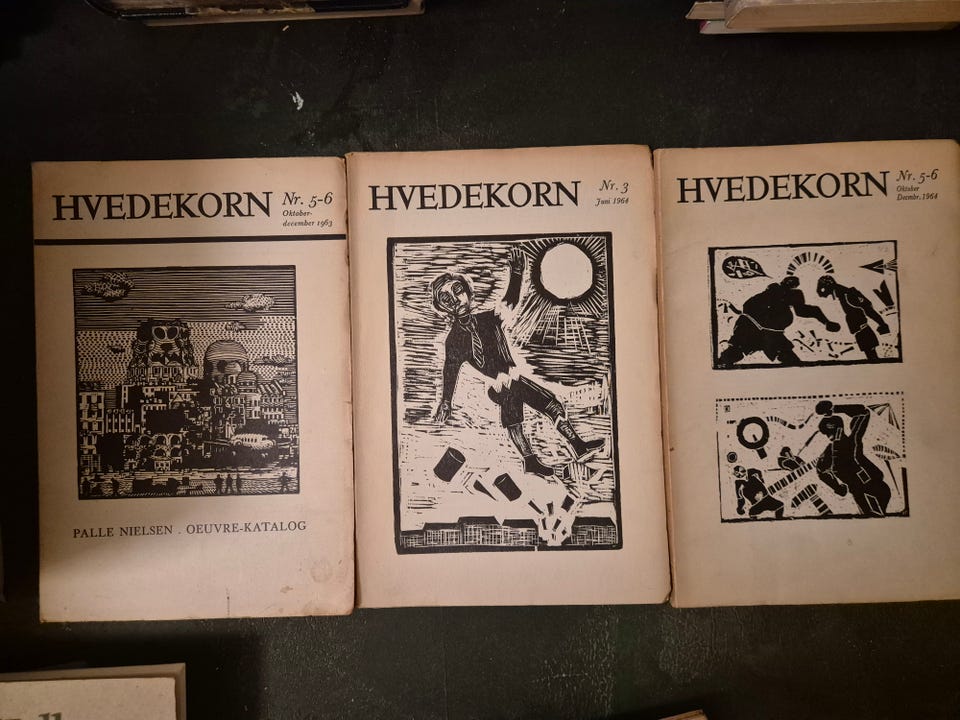 HVEDEKORN Nr. 5-6
Oktober-
december 1963
PALLE NIELSEN . OEUVRE-KATALOG
HVEDEKORN Nr. 3
Juni 1964
HVEDEKORN Nr. 5-6
Oktober
Decmbr. 1964